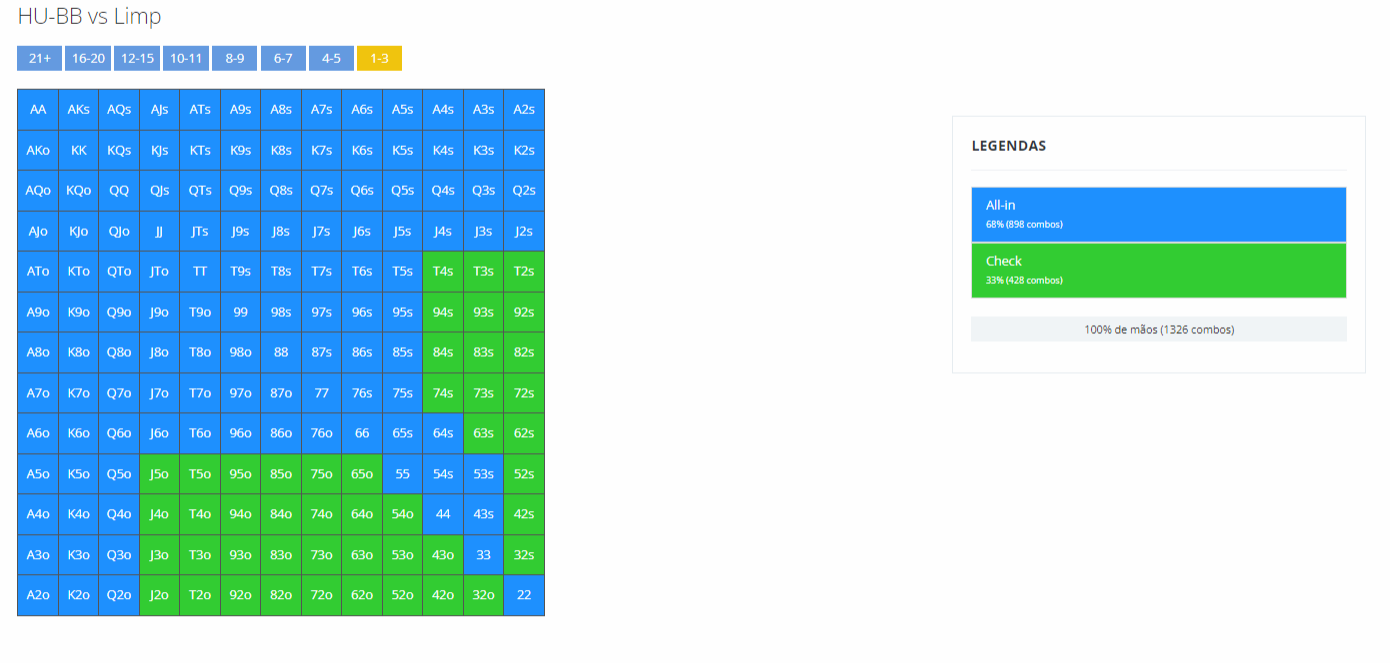 HU-BB vs Limp
21+ 16-20 12-15 10-11 8-9 6-7 4-5 1-3
AA AKs AQs AJs ATs A9s A8s A7s A6s A5s A4s A3s A2s
AKo KK KQs KJs KTs K9s K8s K7s K6s K5s K4s K3s K2s
AQo KQo QQ QJs QTs Q9s Q8s Q7s Q6s Q5s Q4s Q3s Q2s
AJo KJo QJo JJ JTs J9s J8s J7s J6s J5s J4s J3s J2s
ATo KTo QTo JTo TT T9s T8s T7s T6s T5s T4s T3s T2s
A9o K9o Q9o J9o T9o 99 98s 97s 96s 95s 94s 93s 92s
A8o K8o Q8o J8o T8o 98o 88 87s 86s 85s 84s 83s 82s
A7o K7o Q7o J7o T7o 97o 87o 77 76s 75s 74s 73s 72s
A6o K6o Q6o J6o T6o 96o 86o 76o 66 65s 64s 63s 62s
A5o K5o Q5o J5o T5o 95o 85o 75o 65o 55 54s 53s 52s
A4o K4o Q4o J4o T4o 94o 84o 74o 64o 54o 44 43s 42s
A3o K3o Q3o J3o T3o 93o 83o 73o 63o 53o 43o 33 32s
A2o K2o Q2o J2o T2o 92o 82o 72o 62o 52o 42o 32o 22
LEGENDAS
All-in
68% (898 combos)
Check
33% (428 combos)
100% de mãos (1326 combos)